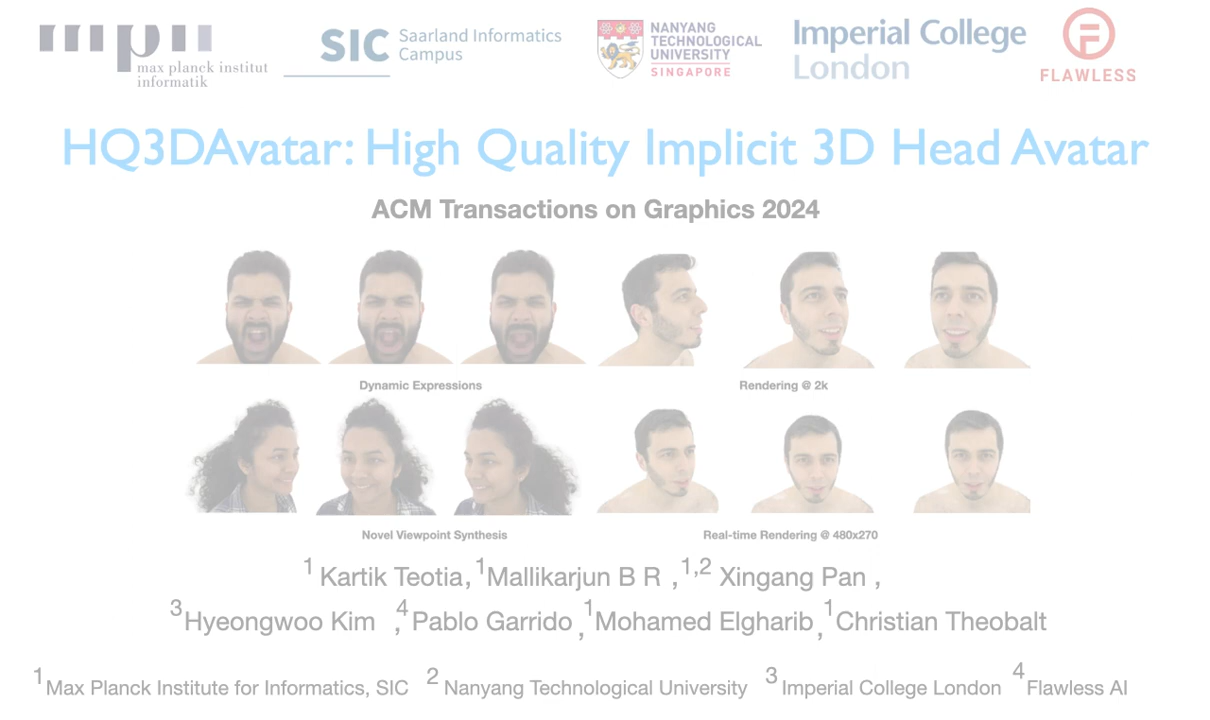 max planck institut
informatik
SIC Saarland Informatics
Campus
NANYANG
TECHNOLOGICAL
UNIVERSITY
SINGAPORE
Imperial College
London
FLAWLESS
HQ3DAvatar: High Quality Implicit 3D Head Avatar
ACM Transactions on Graphics 2024
Dynamic Expressions
Rendering @ 2k
Novel Viewpoint Synthesis
Real-time Rendering @ 480x270
1 Kartik Teotia, 1 Mallikarjun B R , 1,2 Xingang Pan ,
3 Hyeongwoo Kim , 4 Pablo Garrido , 1 Mohamed Elgharib , 1 Christian Theobalt
1 Max Planck Institute for Informatics, SIC 2 Nanyang Technological University 3 Imperial College London 4 Flawless AI